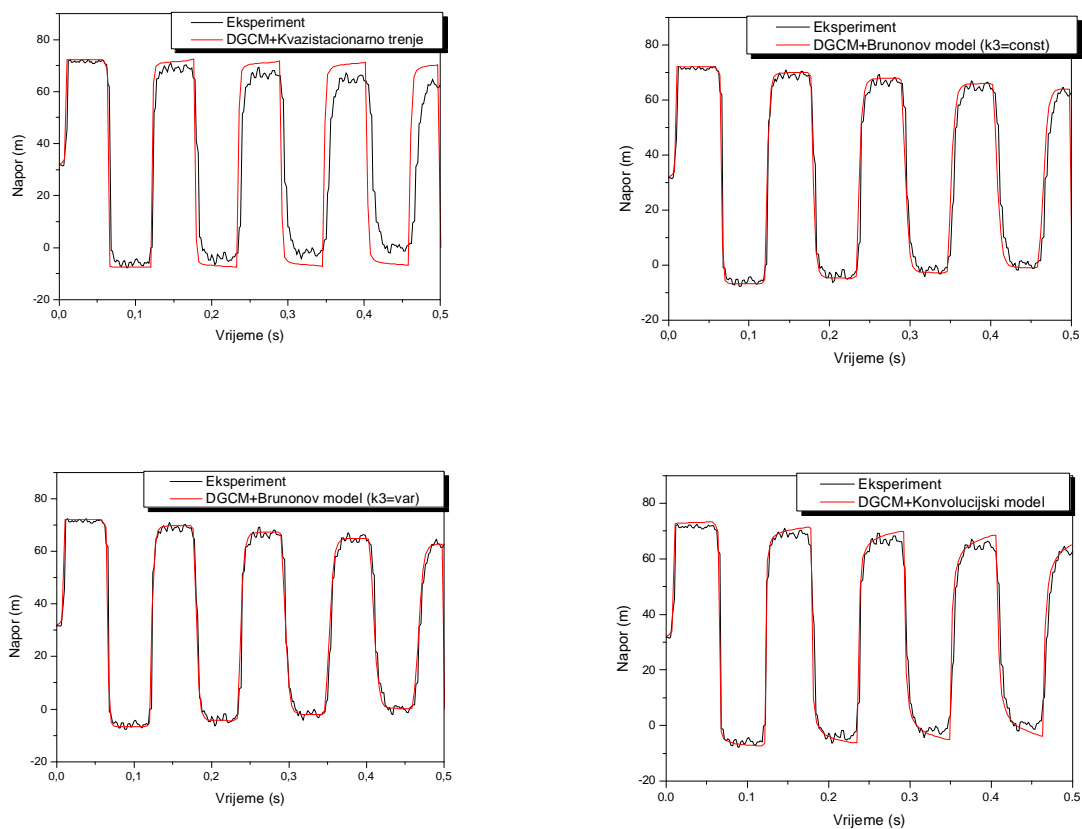 Eksperiment
DGCM+Kvazistacionarno trenje
80
60
40
20
0
-20
Napor (m)
0,0 0,1 0,2 0,3 0,4 0,5
Vrijeme (s)
Eksperiment
DGCM+Brunonov model (k3=const)
80
60
40
20
0
-20
Napor (m)
0,0 0,1 0,2 0,3 0,4 0,5
Vrijeme (s)
Eksperiment
DGCM+Brunonov model (k3=var)
80
60
40
20
0
-20
Napor (m)
0,0 0,1 0,2 0,3 0,4 0,5
Vrijeme (s)
Eksperiment
DGCM+Konvolucijski model
80
60
40
20
0
-20
Napor (m)
0.0 0.1 0.2 0.3 0.4 0.5
Vrijeme (s)